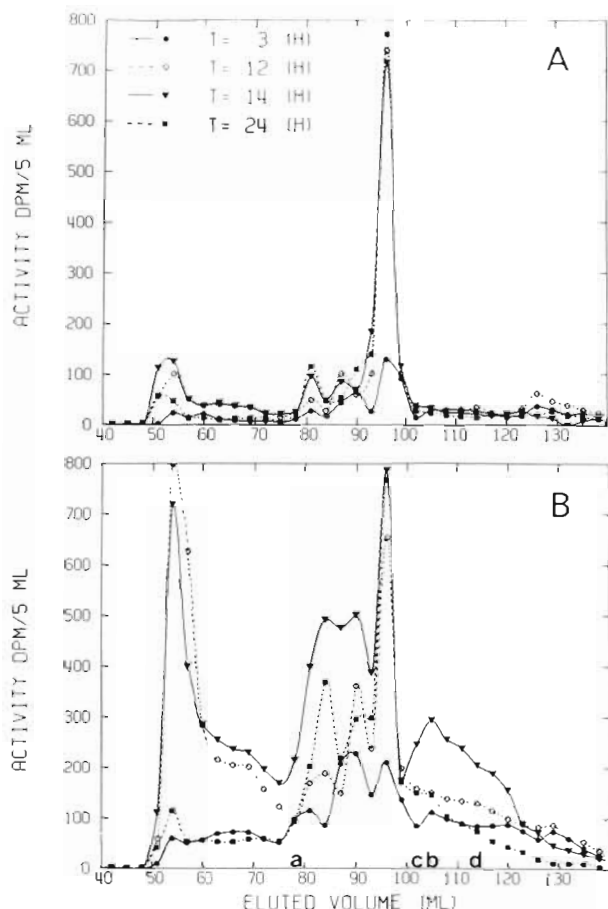 800
A
T= 3 (H)
T= 12 (H)
T= 14 (H)
T= 24 (H)
700
600
500
400
300
200
100
0
ACTIVITY DPM/5 ML
40 50 60 70 80 90 100 110 120 130
800
B
700
600
500
400
300
200
100
0
ACTIVITY DPM/5 ML
a cb d
40 50 60 70 80 90 100 110 120 130
ELUTED VOLUME (ML)